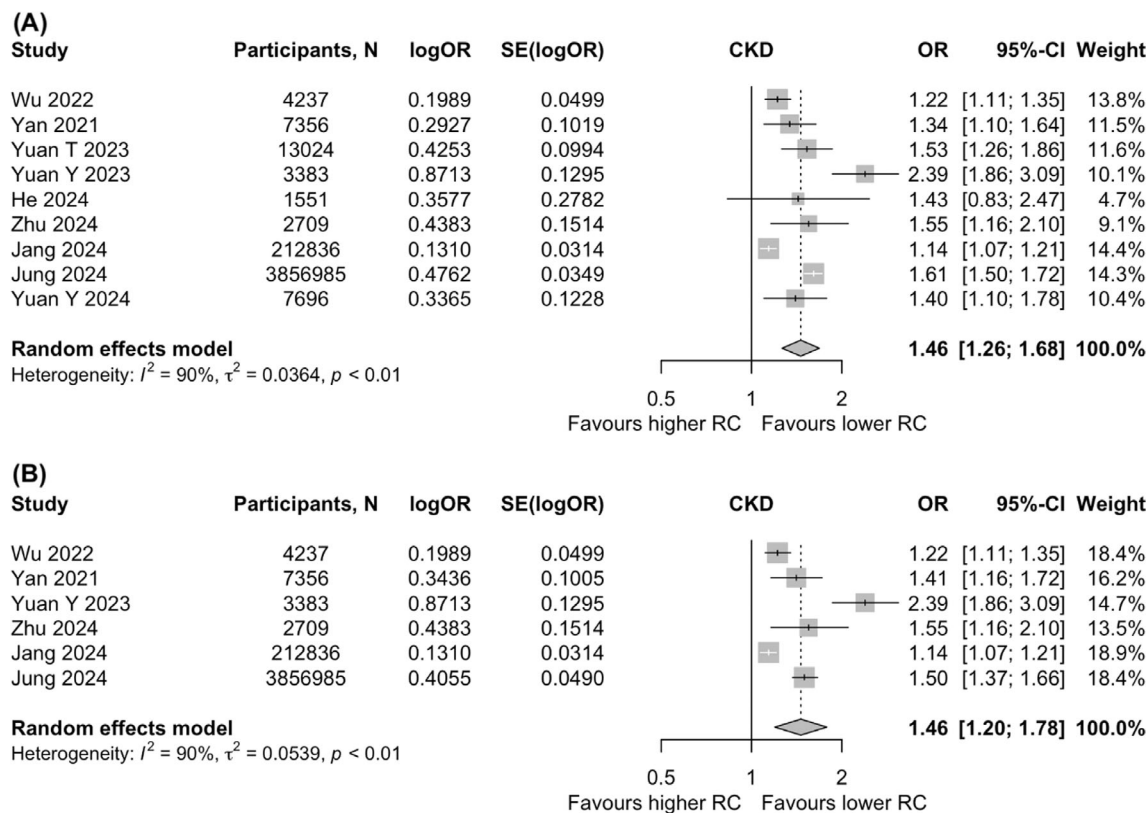 (A)
Study Participants, N logOR SE(logOR) CKD OR 95%-CI Weight
Wu 2022 4237 0.1989 0.0499 1.22 [1.11; 1.35] 13.8%
Yan 2021 7356 0.2927 0.1019 1.34 [1.10; 1.64] 11.5%
Yuan T 2023 13024 0.4253 0.0994 1.53 [1.26; 1.86] 11.6%
Yuan Y 2023 3383 0.8713 0.1295 2.39 [1.86; 3.09] 10.1%
He 2024 1551 0.3577 0.2782 1.43 [0.83; 2.47] 4.7%
Zhu 2024 2709 0.4383 0.1514 1.55 [1.16; 2.10] 9.1%
Jang 2024 212836 0.1310 0.0314 1.14 [1.07; 1.21] 14.4%
Jung 2024 3856985 0.4762 0.0349 1.61 [1.50; 1.72] 14.3%
Yuan Y 2024 7696 0.3365 0.1228 1.40 [1.10; 1.78] 10.4%
Random effects model 1.46 [1.26; 1.68] 100.0%
Heterogeneity: I² = 90%, τ² = 0.0364, p < 0.01
0.5 1 2
Favours higher RC Favours lower RC
(B)
Study Participants, N logOR SE(logOR) CKD OR 95%-CI Weight
Wu 2022 4237 0.1989 0.0499 1.22 [1.11; 1.35] 18.4%
Yan 2021 7356 0.3436 0.1005 1.41 [1.16; 1.72] 16.2%
Yuan Y 2023 3383 0.8713 0.1295 2.39 [1.86; 3.09] 14.7%
Zhu 2024 2709 0.4383 0.1514 1.55 [1.16; 2.10] 13.5%
Jang 2024 212836 0.1310 0.0314 1.14 [1.07; 1.21] 18.9%
Jung 2024 3856985 0.4055 0.0490 1.50 [1.37; 1.66] 18.4%
Random effects model 1.46 [1.20; 1.78] 100.0%
Heterogeneity: I² = 90%, τ² = 0.0539, p < 0.01
0.5 1 2
Favours higher RC Favours lower RC